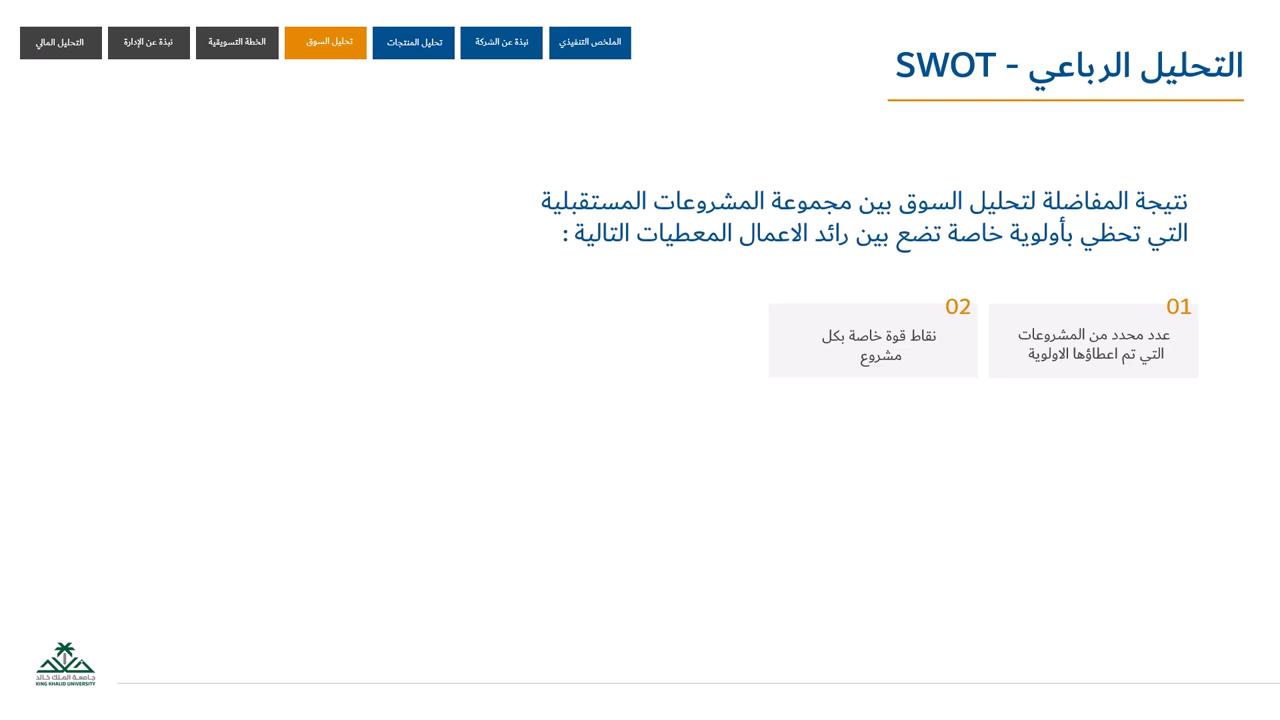 الملخص التنفيذي
نبذة عن الشركة
تحليل المنتجات
تحليل السوق
الخطة التسويقية
نبذة عن الإدارة
التحليل المالي
التحليل الرباعي - SWOT
نتيجة المفاضلة لتحليل السوق بين مجموعة المشروعات المستقبلية
التي تحظي بأولوية خاصة تضع بين رائد الاعمال المعطيات التالية :
01
عدد محدد من المشروعات
التي تم اعطاؤها الاولوية
02
نقاط قوة خاصة بكل
مشروع
جامعة الملك خالد
KING KHALID UNIVERSITY